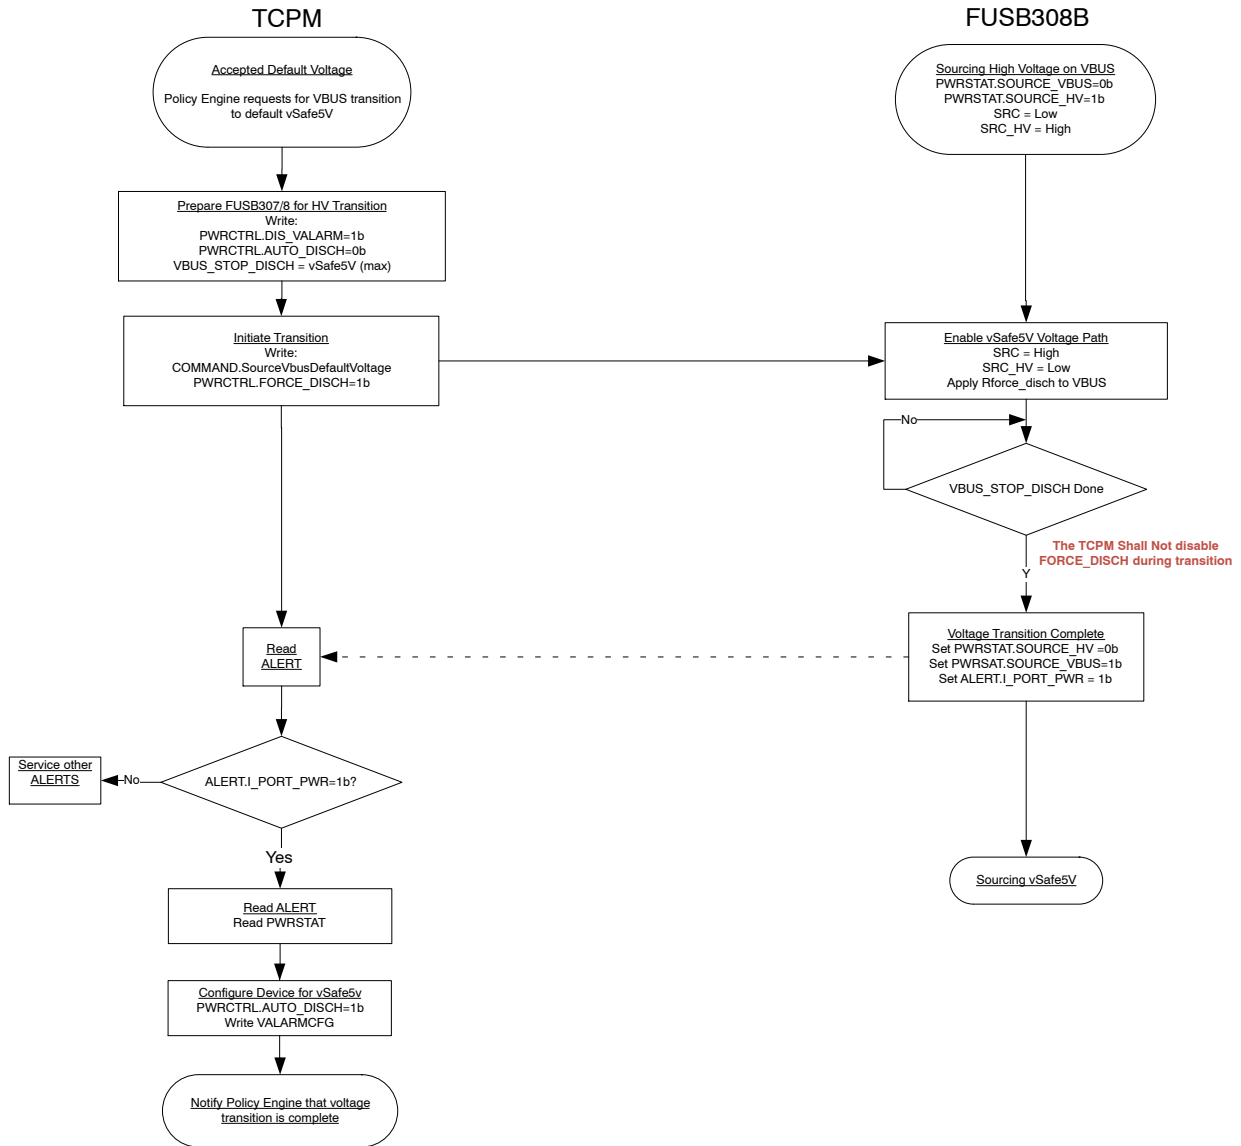 TCPM
Accepted Default Voltage
Policy Engine requests for VBUS transition
to default vSafe5V
Prepare FUSB307/8 for HV Transition
Write:
PWRCTRL.DIS_VALARM=1b
PWRCTRL.AUTO_DISCH=0b
VBUS_STOP_DISCH = vSafe5V (max)
Initiate Transition
Write:
COMMAND.SourceVbusDefaultVoltage
PWRCTRL.FORCE_DISCH=1b
Read
ALERT
ALERT.I_PORT_PWR=1b?
No
Service other
ALERTS
Yes
Read ALERT
Read PWRSTAT
Configure Device for vSafe5v
PWRCTRL.AUTO_DISCH=1b
Write VALARMCFG
Notify Policy Engine that voltage
transition is complete
FUSB308B
Sourcing High Voltage on VBUS
PWRSTAT.SOURCE_VBUS=0b
PWRSTAT.SOURCE_HV=1b
SRC = Low
SRC_HV = High
Enable vSafe5V Voltage Path
SRC = High
SRC_HV = Low
Apply Rforce_disch to VBUS
No
VBUS_STOP_DISCH Done
The TCPM Shall Not disable
FORCE_DISCH during transition
Y
Voltage Transition Complete
Set PWRSTAT.SOURCE_HV =0b
Set PWRSAT.SOURCE_VBUS=1b
Set ALERT.I_PORT_PWR = 1b
Sourcing vSafe5V